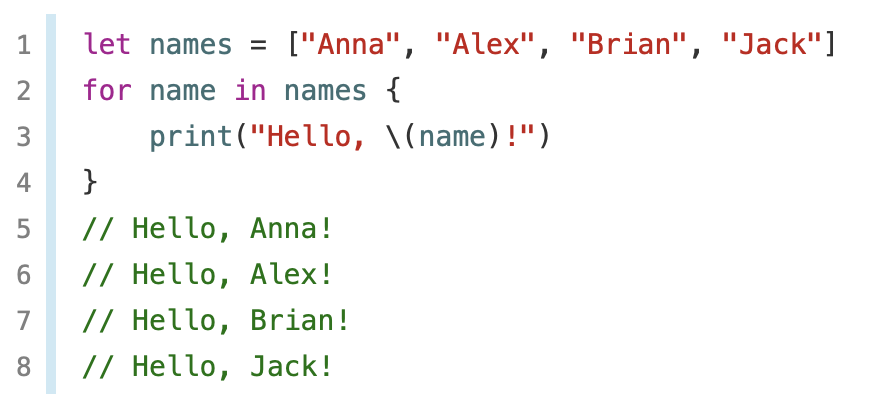 1 let names = ["Anna", "Alex", "Brian", "Jack"]
2 for name in names {
3     print("Hello, \(name)!")
4 }
5 // Hello, Anna!
6 // Hello, Alex!
7 // Hello, Brian!
8 // Hello, Jack!